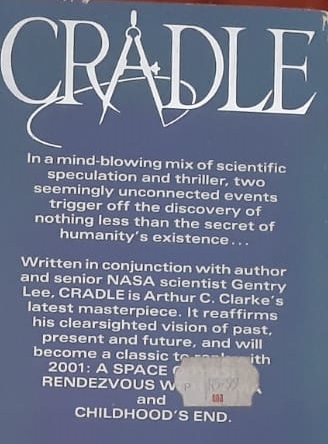 CRADLE
In a mind-blowing mix of scientific
speculation and thriller, two
seemingly unconnected events
trigger off the discovery of
nothing less than the secret of
humanity's existence...
Written in conjunction with author
and senior NASA scientist Gentry
Lee, CRADLE is Arthur C. Clarke's
latest masterpiece. It reaffirms
his clearsighted vision of past,
present and future, and will
become a classic to with
2001: A SPACE
RENDEZVOUS
P
and
CHILDHOOD'S END.